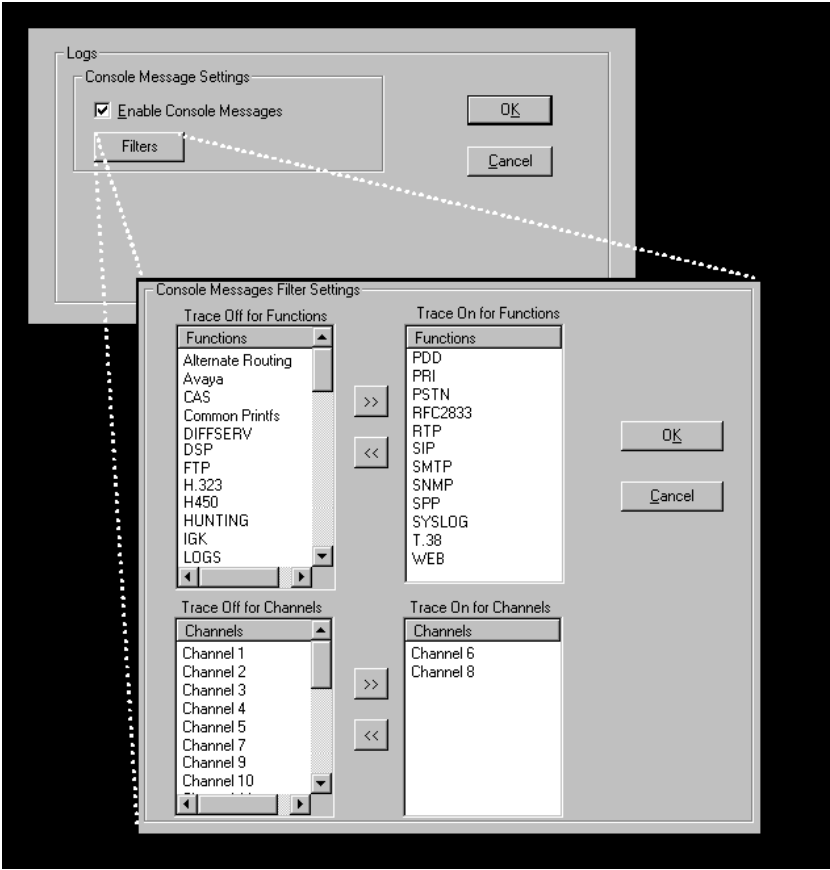 Logs
Console Message Settings
Enable Console Messages
Filters
OK
Cancel
Console Messages Filter Settings
Trace Off for Functions
Functions
Alternate Routing
Avaya
CAS
Common Printfs
DIFFSERV
DSP
FTP
H.323
H450
HUNTING
IGK
LOGS
>>
<<
Trace On for Functions
Functions
PDD
PRI
PSTN
RFC2833
RTP
SIP
SMTP
SNMP
SPP
SYSLOG
T.38
WEB
OK
Cancel
Trace Off for Channels
Channels
Channel 1
Channel 2
Channel 3
Channel 4
Channel 5
Channel 7
Channel 9
Channel 10
>>
<<
Trace On for Channels
Channels
Channel 6
Channel 8